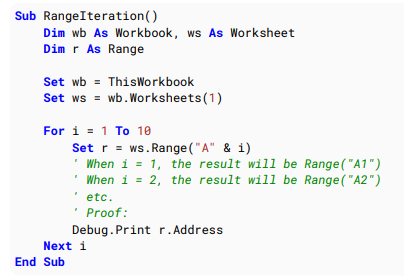 Sub RangeIteration()
    Dim wb As Workbook, ws As Worksheet
    Dim r As Range

    Set wb = ThisWorkbook
    Set ws = wb.Worksheets(1)

    For i = 1 To 10
        Set r = ws.Range("A" & i)
        ' When i = 1, the result will be Range("A1")
        ' When i = 2, the result will be Range("A2")
        ' etc.
        ' Proof:
        Debug.Print r.Address
    Next i
End Sub